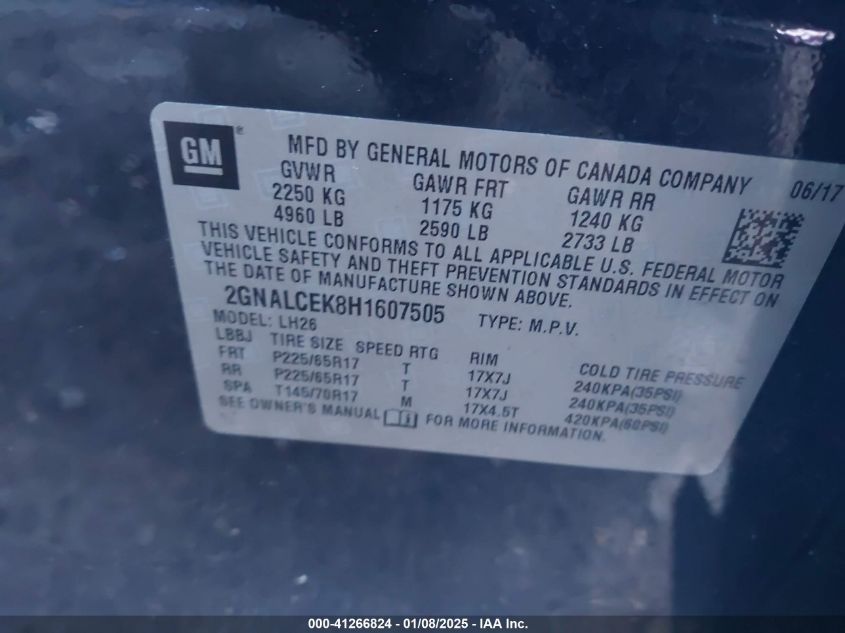 GM ®
MFD BY GENERAL MOTORS OF CANADA COMPANY 06/17
GVWR GAWR FRT GAWR RR
2250 KG 1175 KG 1240 KG
4960 LB 2590 LB 2733 LB
THIS VEHICLE CONFORMS TO ALL APPLICABLE U.S. FEDERAL MOTOR
VEHICLE SAFETY AND THEFT PREVENTION STANDARDS IN EFFECT ON
THE DATE OF MANUFACTURE SHOWN ABOVE.
2GNALCEK8H1607505 TYPE: M.P.V.
MODEL: LH26
LBBJ TIRE SIZE SPEED RTG RIM COLD TIRE PRESSURE
FRT P225/65R17 T 17X7J 240KPA(35PSI)
RR P225/65R17 T 17X7J 240KPA(35PSI)
SPA T145/70R17 M 17X4.5T 420KPA(60PSI)
SEE OWNER'S MANUAL FOR MORE INFORMATION.
000-41266824 - 01/08/2025 - IAA Inc.